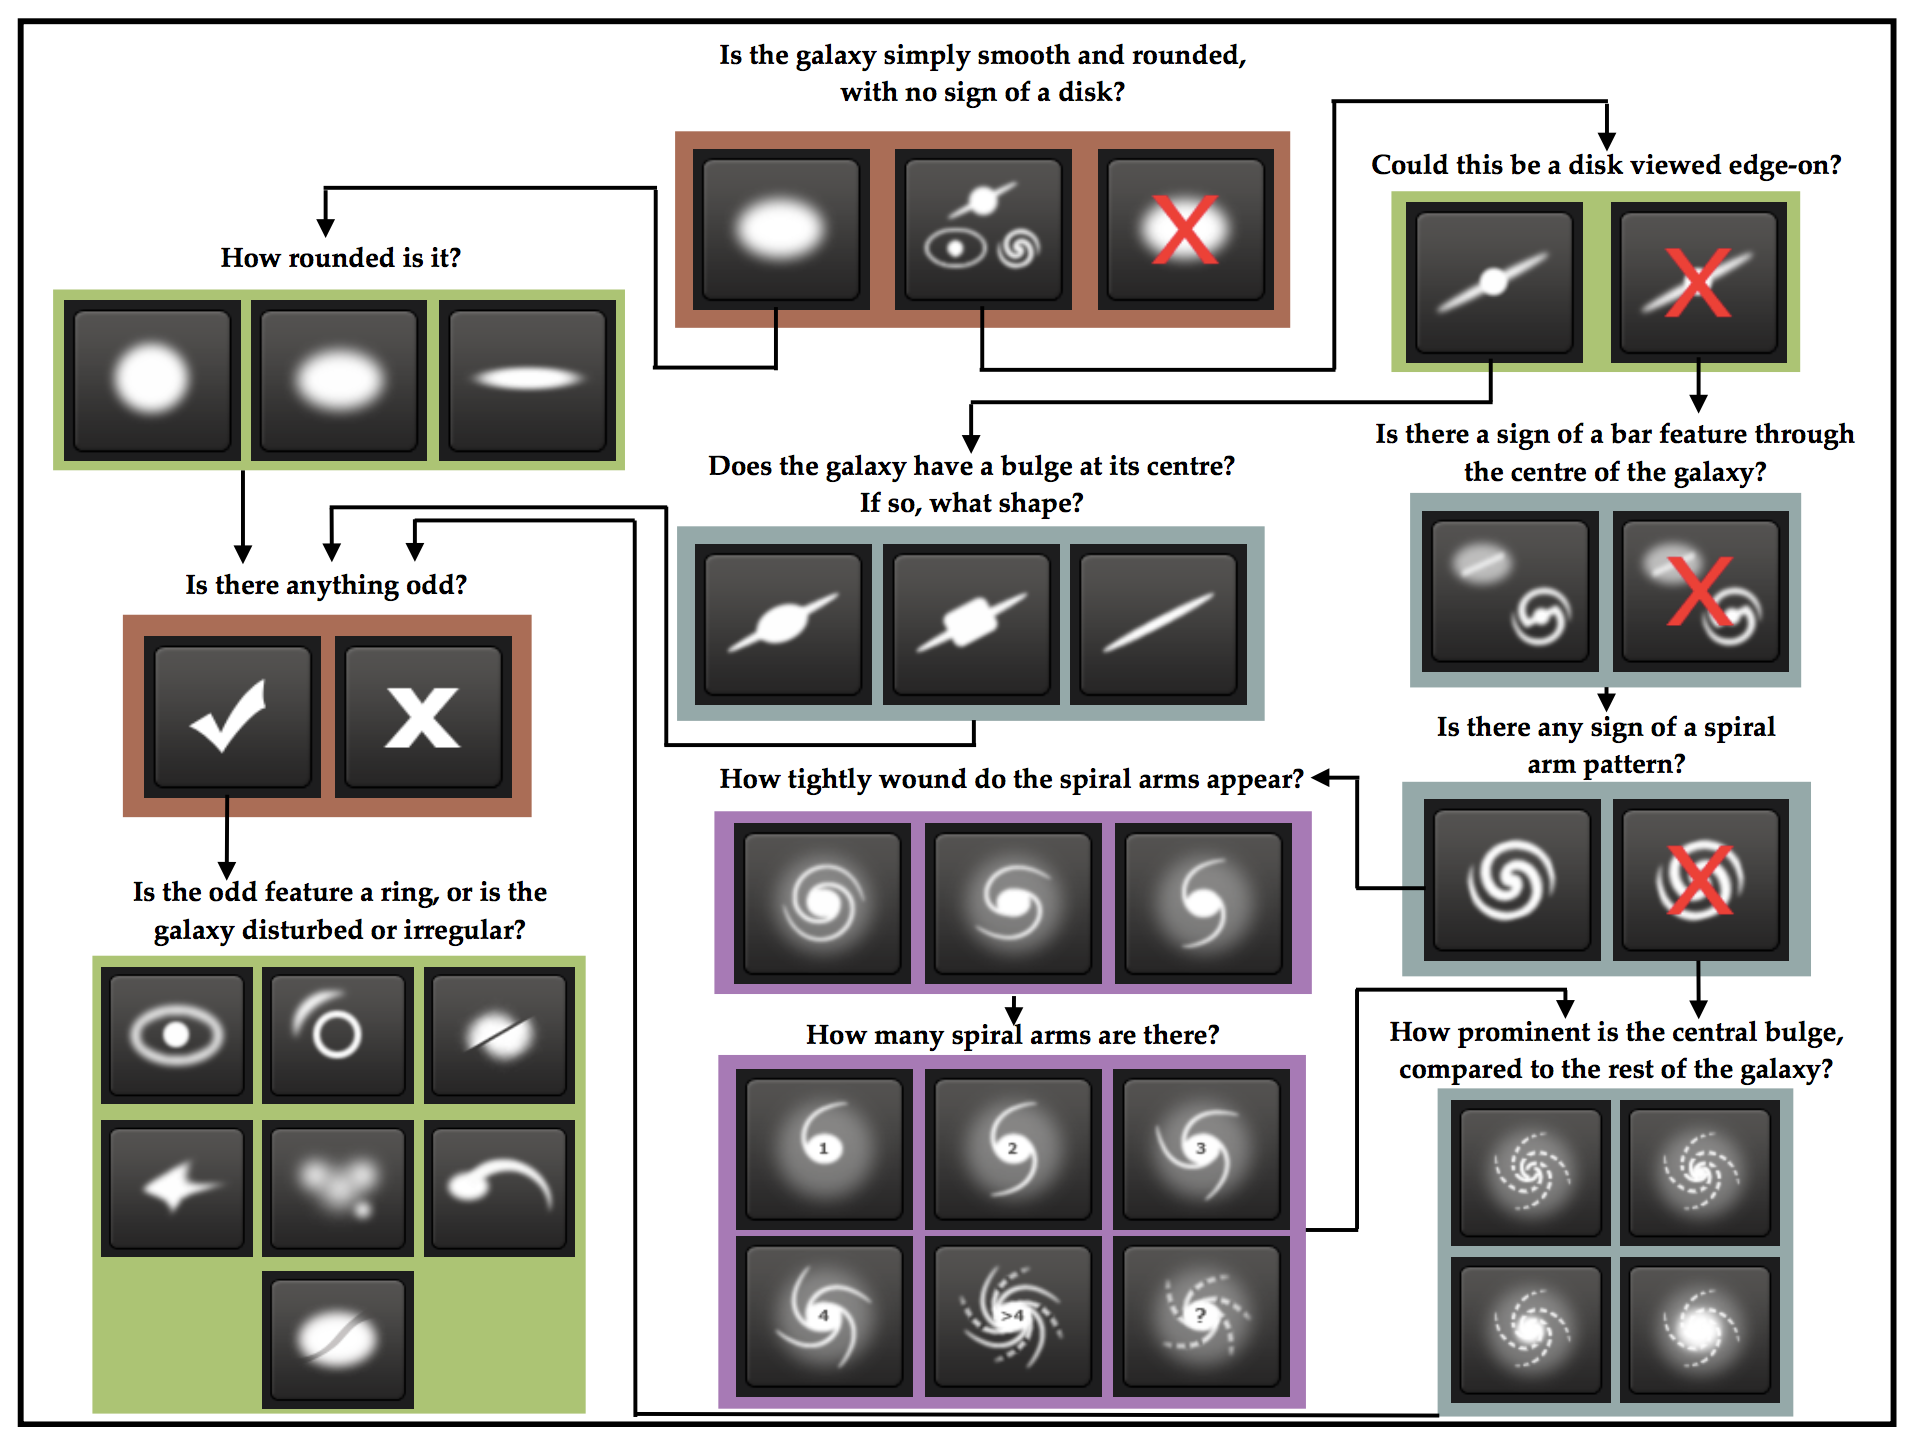 Is the galaxy simply smooth and rounded,
with no sign of a disk?
Could this be a disk viewed edge-on?
How rounded is it?
Is there a sign of a bar feature through
the centre of the galaxy?
Does the galaxy have a bulge at its centre?
If so, what shape?
Is there anything odd?
Is there any sign of a spiral
arm pattern?
How tightly wound do the spiral arms appear?
Is the odd feature a ring, or is the
galaxy disturbed or irregular?
How many spiral arms are there?
How prominent is the central bulge,
compared to the rest of the galaxy?
1
2
3
4
>4
?